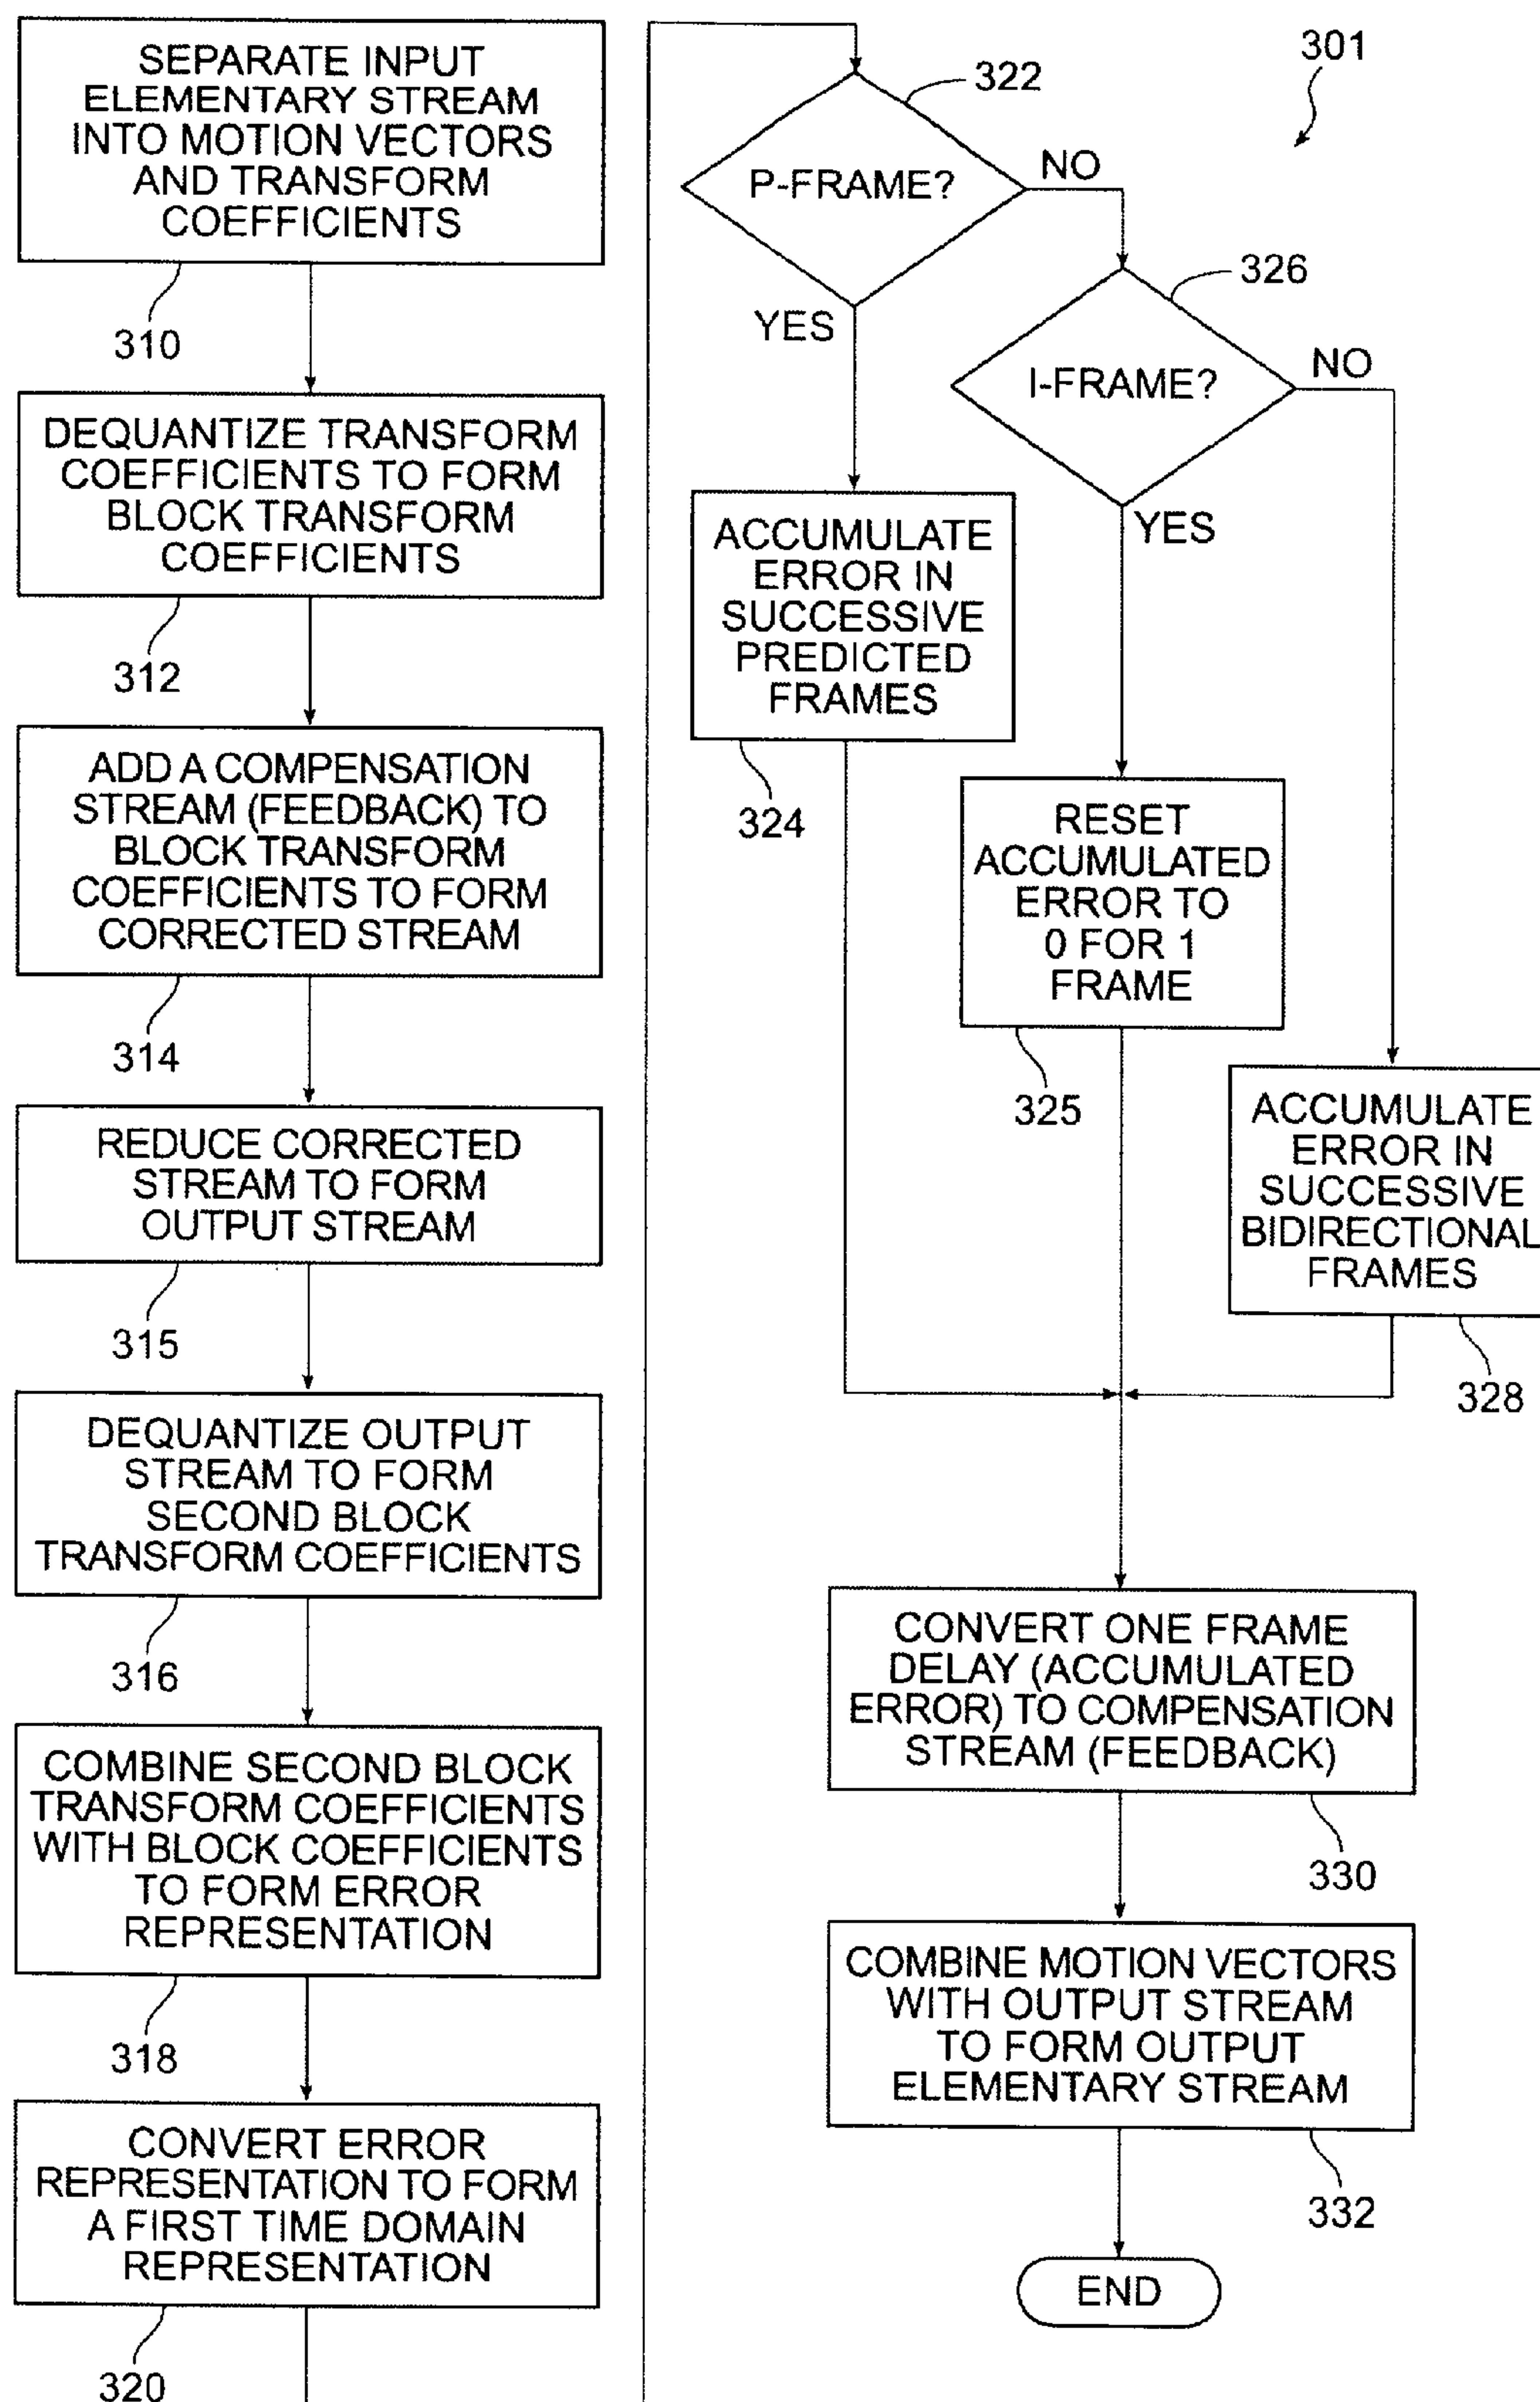 SEPARATE INPUT
ELEMENTARY STREAM
INTO MOTION VECTORS
AND TRANSFORM
COEFFICIENTS
310
DEQUANTIZE TRANSFORM
COEFFICIENTS TO FORM
BLOCK TRANSFORM
COEFFICIENTS
312
ADD A COMPENSATION
STREAM (FEEDBACK) TO
BLOCK TRANSFORM
COEFFICIENTS TO FORM
CORRECTED STREAM
314
REDUCE CORRECTED
STREAM TO FORM
OUTPUT STREAM
315
DEQUANTIZE OUTPUT
STREAM TO FORM
SECOND BLOCK
TRANSFORM COEFFICIENTS
316
COMBINE SECOND BLOCK
TRANSFORM COEFFICIENTS
WITH BLOCK COEFFICIENTS
TO FORM ERROR
REPRESENTATION
318
CONVERT ERROR
REPRESENTATION TO FORM
A FIRST TIME DOMAIN
REPRESENTATION
320
301
322
P-FRAME?
NO
YES
326
I-FRAME?
NO
YES
ACCUMULATE
ERROR IN
SUCCESSIVE
PREDICTED
FRAMES
324
RESET
ACCUMULATED
ERROR TO
0 FOR 1
FRAME
325
ACCUMULATE
ERROR IN
SUCCESSIVE
BIDIRECTIONAL
FRAMES
328
CONVERT ONE FRAME
DELAY (ACCUMULATED
ERROR) TO COMPENSATION
STREAM (FEEDBACK)
330
COMBINE MOTION VECTORS
WITH OUTPUT STREAM
TO FORM OUTPUT
ELEMENTARY STREAM
332
END